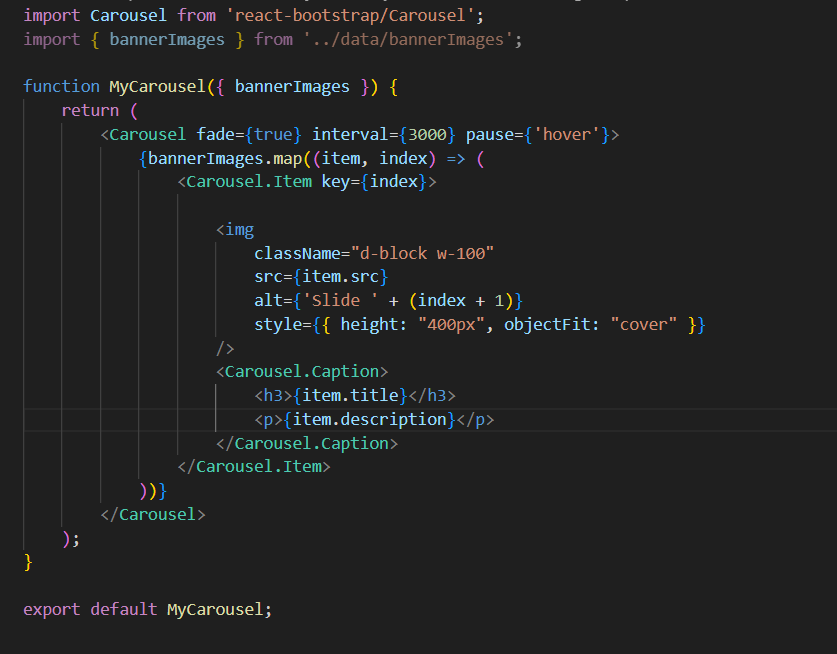 import Carousel from 'react-bootstrap/Carousel';
import { bannerImages } from '../data/bannerImages';
function MyCarousel({ bannerImages }) {
return (
<Carousel fade={true} interval={3000} pause={'hover'}>
{bannerImages.map((item, index) => (
<Carousel.Item key={index}>
<img
className="d-block w-100"
src={item.src}
alt={'Slide ' + (index + 1)}
style={{ height: "400px", objectFit: "cover" }}
/>
<Carousel.Caption>
<h3>{item.title}</h3>
<p>{item.description}</p>
</Carousel.Caption>
</Carousel.Item>
))}
</Carousel>
);
}
export default MyCarousel;